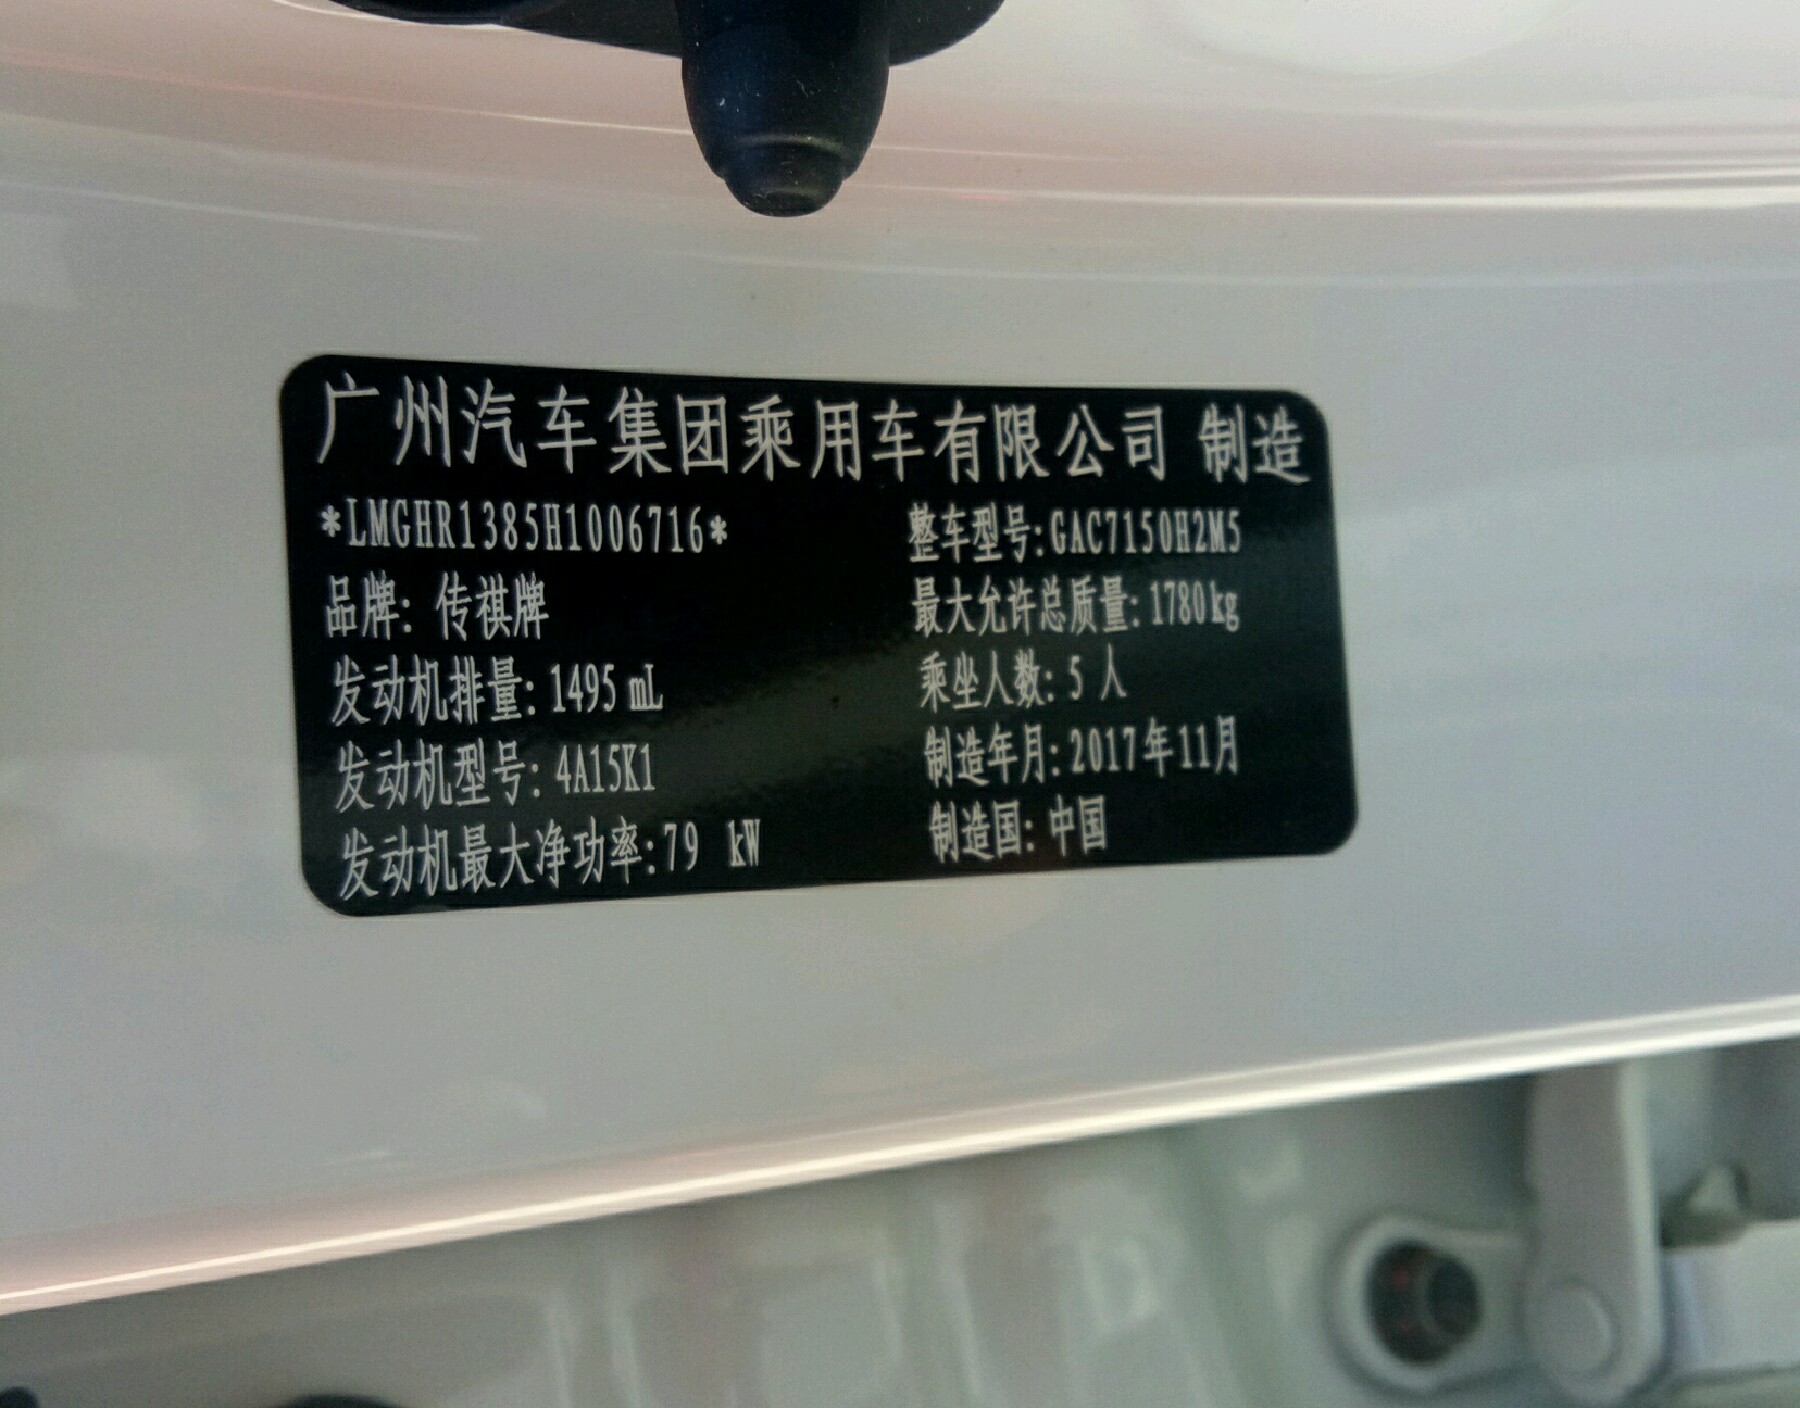 广州汽车集团乘用车有限公司 制造
*LMGHR1385H1006716* 整车型号:GAC7150H2M5
品牌: 传祺牌 最大允许总质量: 1780kg
发动机排量: 1495 mL 乘坐人数: 5 人
发动机型号: 4A15K1 制造年月: 2017年11月
发动机最大净功率:79 kW 制造国: 中国